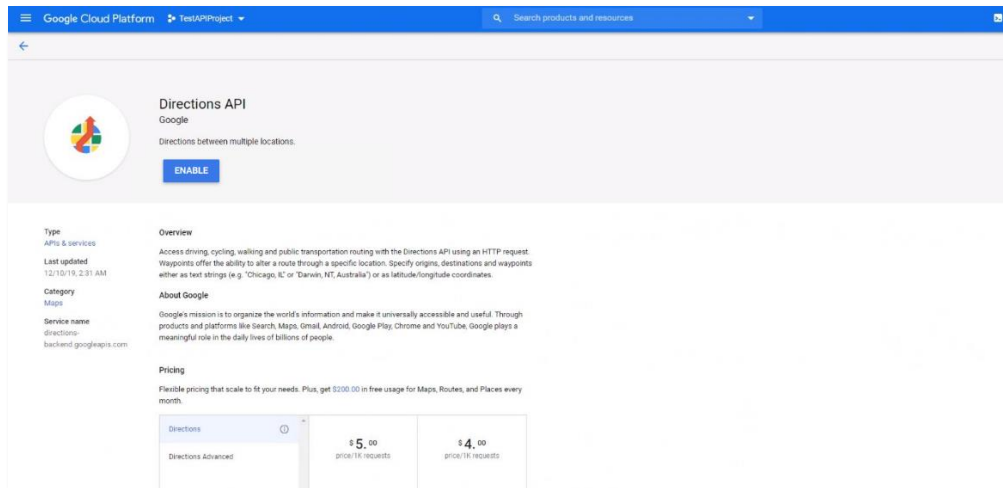 Google Cloud Platform
TestAPIProject
Search products and resources
Directions API
Google
Directions between multiple locations.
ENABLE
Type
APIs & services
Last updated
12/10/19, 2:31 AM
Category
Maps
Service name
directions-
backend.googleapis.com
Overview
Access driving, cycling, walking and public transportation routing with the Directions API using an HTTP request.
Waypoints offer the ability to alter a route through a specific location. Specify origins, destinations and waypoints
either as text strings (e.g. "Chicago, IL" or "Darwin, NT, Australia") or as latitude/longitude coordinates.
About Google
Google's mission is to organize the world's information and make it universally accessible and useful. Through
products and platforms like Search, Maps, Gmail, Android, Google Play, Chrome and YouTube, Google plays a
meaningful role in the daily lives of billions of people.
Pricing
Flexible pricing that scale to fit your needs. Plus, get $200.00 in free usage for Maps, Routes, and Places every
month.
Directions
Directions Advanced
$ 5.00
price/1K requests
$ 4.00
price/1K requests